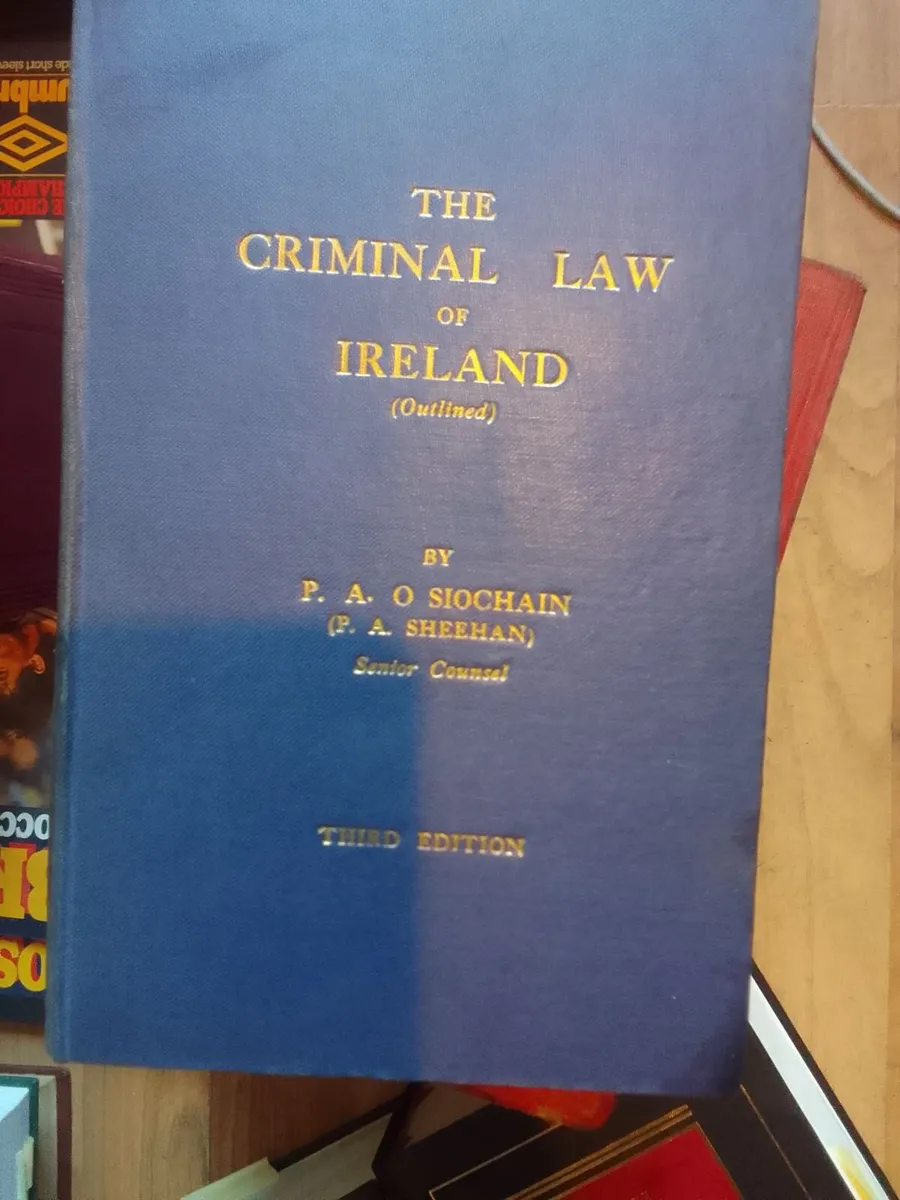 THE
CRIMINAL LAW
OF
IRELAND
(Outlined)
BY
P. A. O SIOCHAIN
(P. A. SHEEHAN)
Senior Counsel
THIRD EDITION